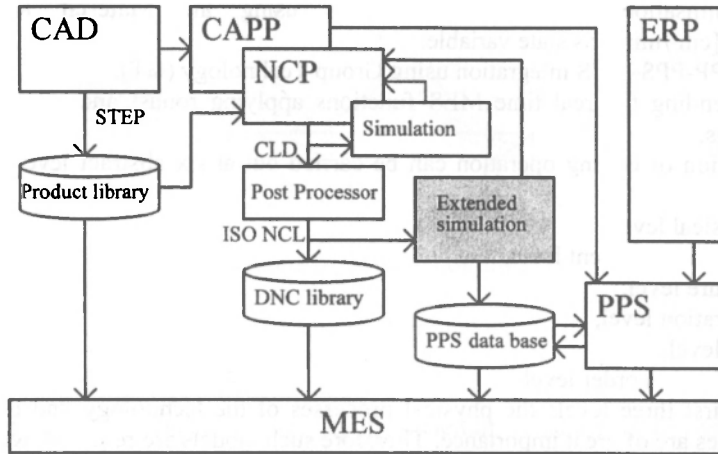 CAD
CAPP
ERP
NCP
STEP
Simulation
CLD
Product library
Post Processor
Extended
simulation
ISO NCL
DNC library
PPS
PPS data base
MES